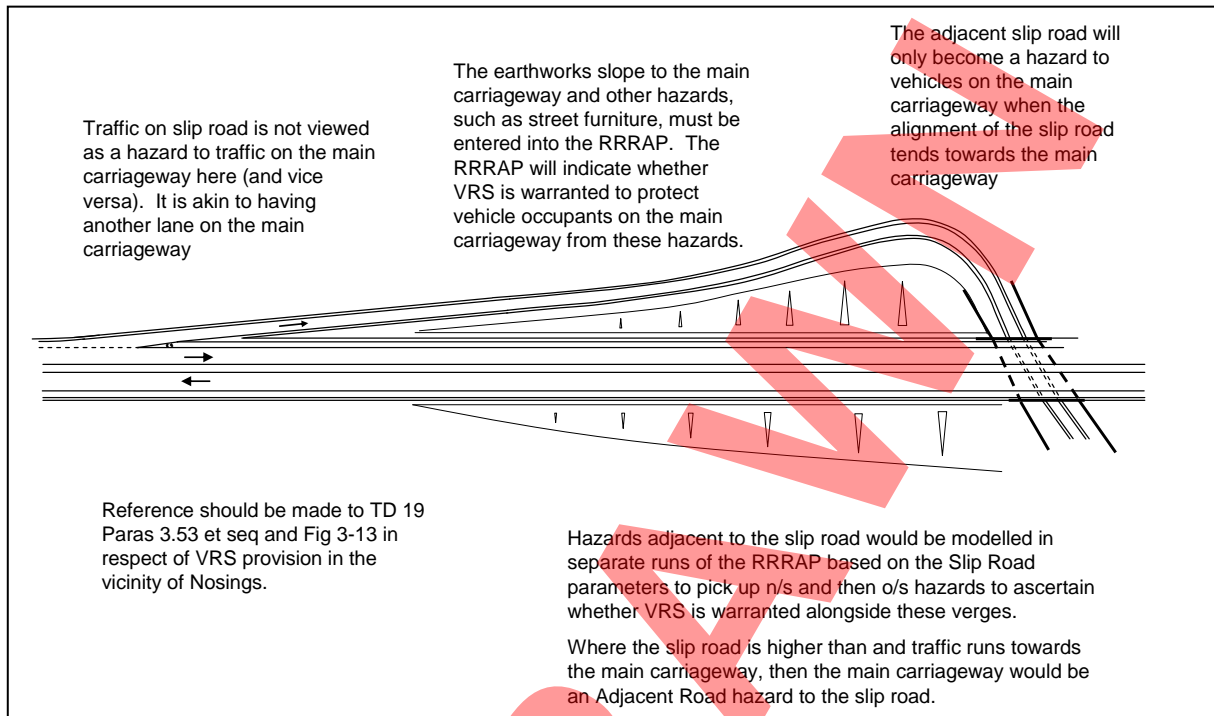 Traffic on slip road is not viewed
as a hazard to traffic on the main
carriageway here (and vice
versa). It is akin to having
another lane on the main
carriageway
The earthworks slope to the main
carriageway and other hazards,
such as street furniture, must be
entered into the RRRAP. The
RRRAP will indicate whether
VRS is warranted to protect
vehicle occupants on the main
carriageway from these hazards.
The adjacent slip road will
only become a hazard to
vehicles on the main
carriageway when the
alignment of the slip road
tends towards the main
carriageway
Reference should be made to TD 19
Paras 3.53 et seq and Fig 3-13 in
respect of VRS provision in the
vicinity of Nosings.
Hazards adjacent to the slip road would be modelled in
separate runs of the RRRAP based on the Slip Road
parameters to pick up n/s and then o/s hazards to ascertain
whether VRS is warranted alongside these verges.
Where the slip road is higher than and traffic runs towards
the main carriageway, then the main carriageway would be
an Adjacent Road hazard to the slip road.